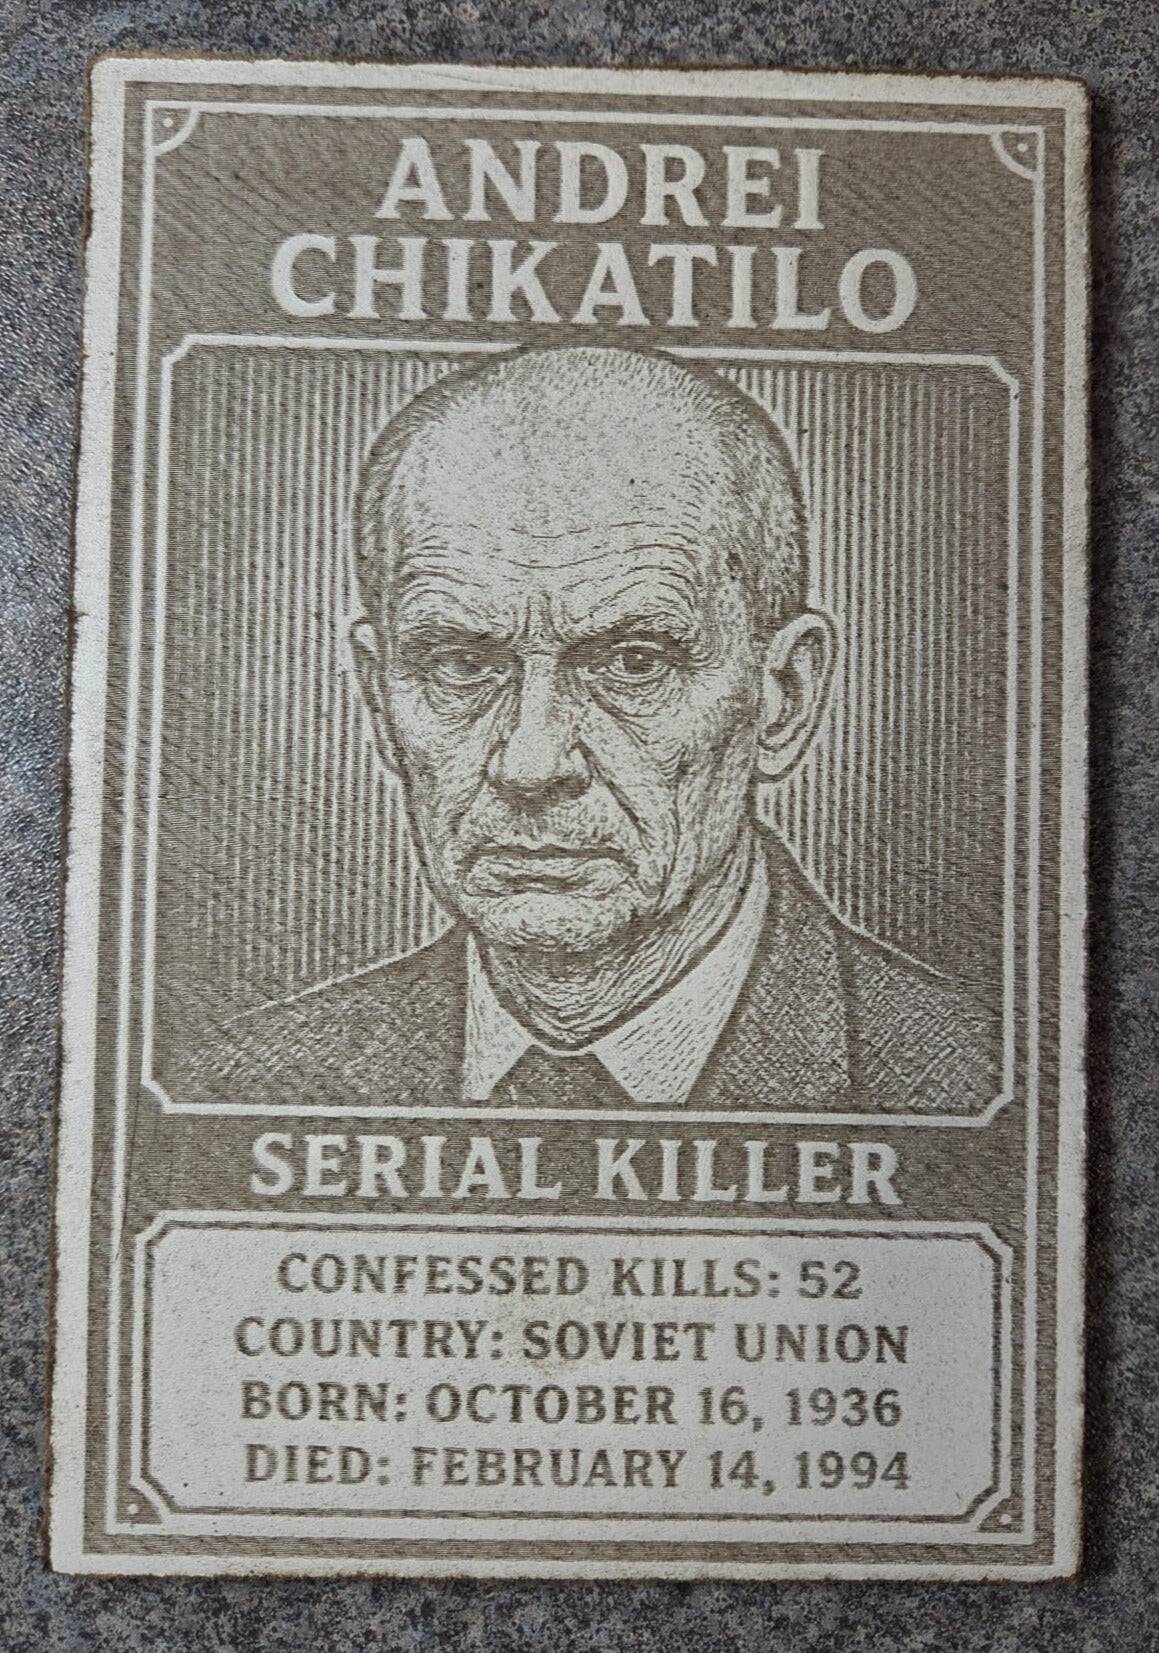 ANDREI
CHIKATILO
SERIAL KILLER
CONFESSED KILLS: 52
COUNTRY: SOVIET UNION
BORN: OCTOBER 16, 1936
DIED: FEBRUARY 14, 1994